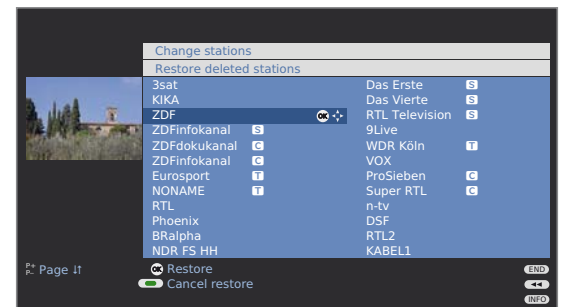 Change stations
Restore deleted stations
3sat Das Erste S
KIKA Das Vierte S
ZDF OK RTL Television S
ZDFinfokanal S 9Live
ZDFdokukanal C WDR Köln T
ZDFinfokanal C VOX
Eurosport T ProSieben C
NONAME T Super RTL C
RTL n-tv
Phoenix DSF
BRalpha RTL2
NDR FS HH KABEL1
P+ P- Page ↓↑ OK Restore END
Cancel restore
INFO